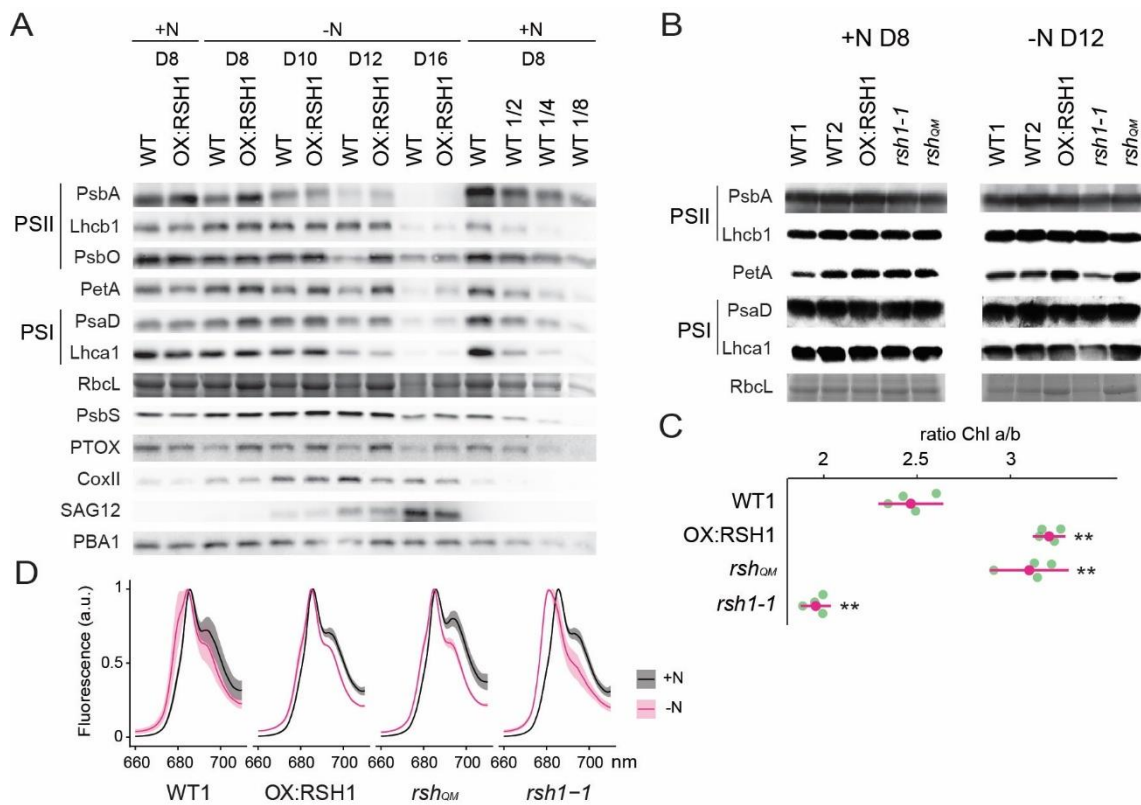 A
+N -N +N
D8 D8 D10 D12 D16 D8
WT OX:RSH1 WT OX:RSH1 WT OX:RSH1 WT OX:RSH1 WT OX:RSH1 WT WT 1/2 WT 1/4 WT 1/8
PSII
PsbA
Lhcb1
PsbO
PetA
PSI
PsaD
Lhca1
RbcL
PsbS
PTOX
CoxII
SAG12
PBA1
B
+N D8 -N D12
WT1 WT2 OX:RSH1 rsh1-1 rshQM WT1 WT2 OX:RSH1 rsh1-1 rshQM
PSII
PsbA
Lhcb1
PetA
PSI
PsaD
Lhca1
RbcL
C
ratio Chl a/b
2 2.5 3
WT1
OX:RSH1 **
rshQM **
rsh1-1 **
D
Fluorescence (a.u.)
1
0.5
0
660 680 700 660 680 700 660 680 700 660 680 700 nm
WT1 OX:RSH1 rshQM rsh1-1
+N
-N